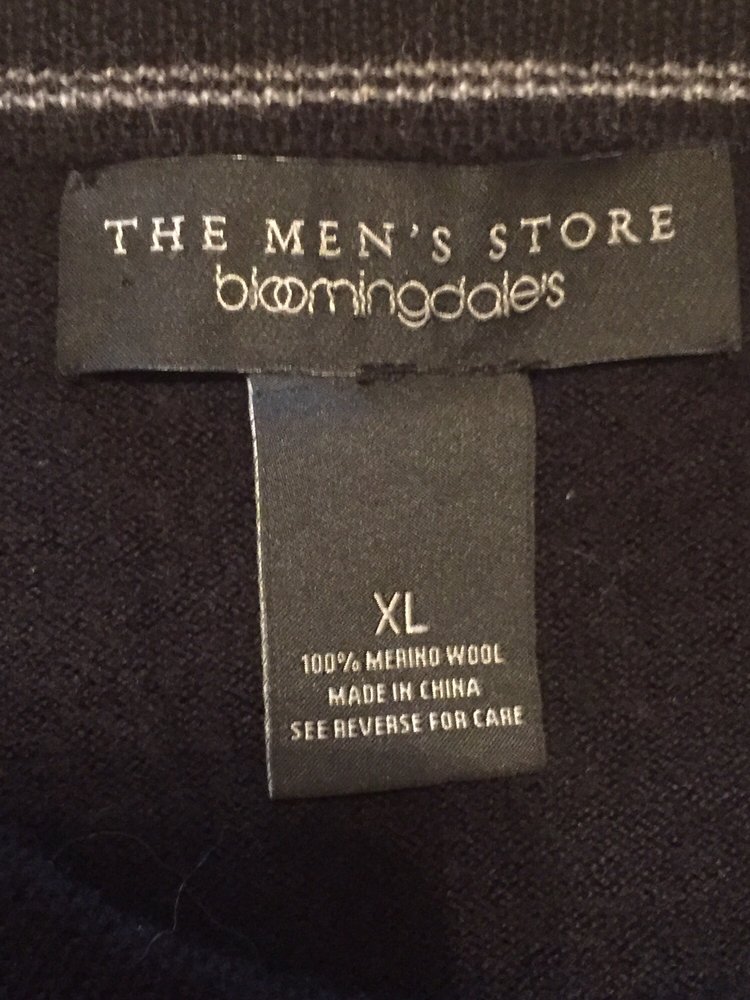 THE MEN'S STORE
bloomingdale's
XL
100% MERINO WOOL
MADE IN CHINA
SEE REVERSE FOR CARE